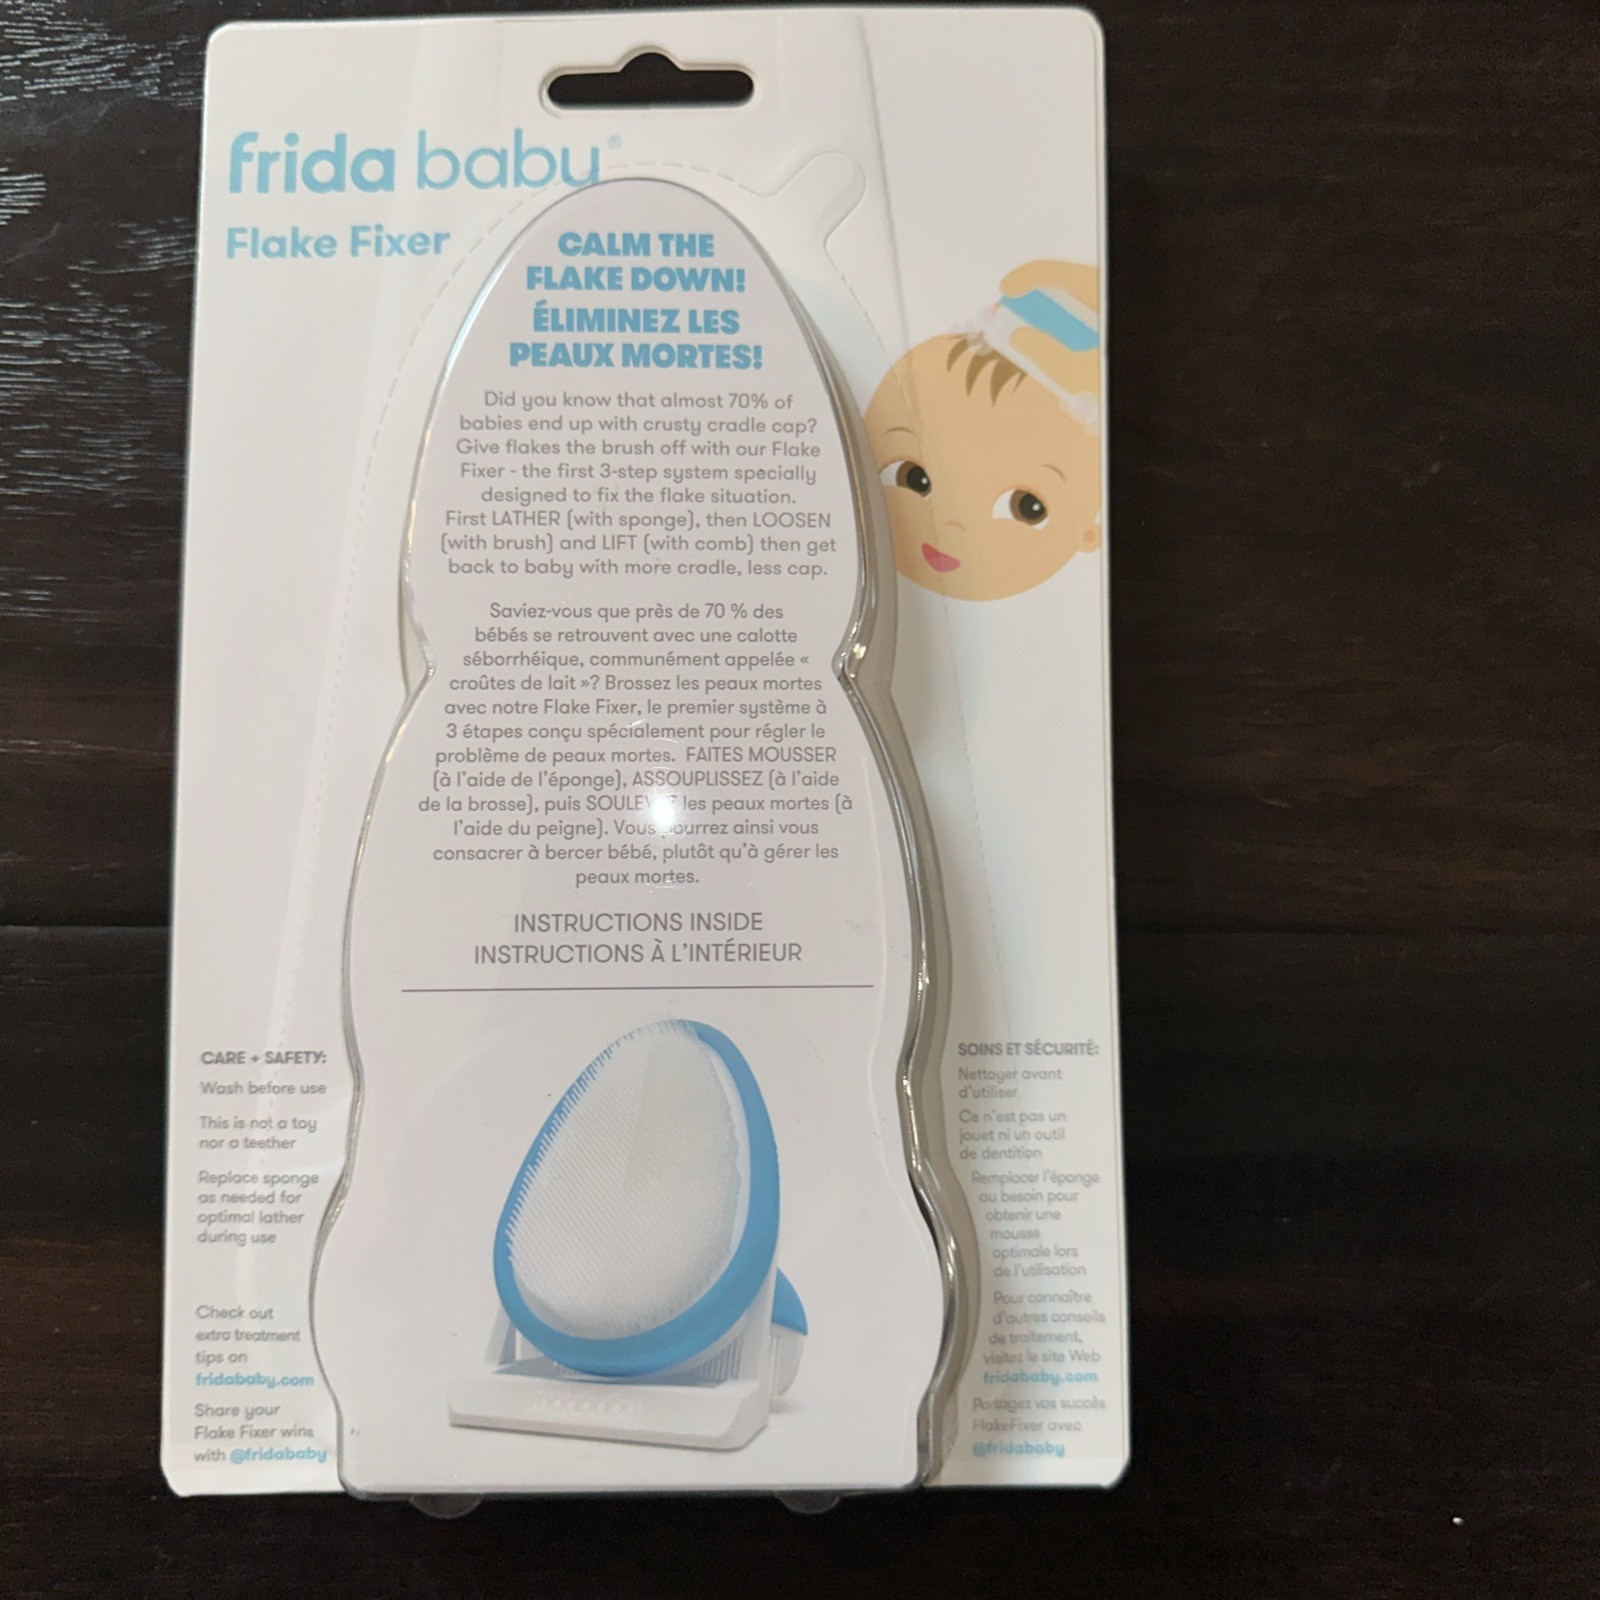 frida baby®
Flake Fixer
CALM THE
FLAKE DOWN!
ÉLIMINEZ LES
PEAUX MORTES!
Did you know that almost 70% of
babies end up with crusty cradle cap?
Give flakes the brush off with our Flake
Fixer - the first 3-step system specially
designed to fix the flake situation.
First LATHER (with sponge), then LOOSEN
(with brush) and LIFT (with comb) then get
back to baby with more cradle, less cap.
Saviez-vous que près de 70 % des
bébés se retrouvent avec une calotte
séborrhéique, communément appelée «
croûtes de lait »? Brossez les peaux mortes
avec notre Flake Fixer, le premier système à
3 étapes conçu spécialement pour régler le
problème de peaux mortes. FAITES MOUSSER
(à l'aide de l'éponge), ASSOUPLISSEZ (à l'aide
de la brosse), puis les peaux mortes (à
l'aide du peigne). Vous pourrez ainsi vous
consacrer à bercer bébé, plutôt qu'à gérer les
peaux mortes.
INSTRUCTIONS INSIDE
INSTRUCTIONS À L'INTÉRIEUR
CARE + SAFETY:
Wash before use
This is not a toy
nor a teether
Replace sponge
as needed for
optimal lather
during use
Check out
extra treatment
tips on
fridababy.com
Share your
Flake Fixer wins
with @fridababy
SOINS ET SÉCURITÉ:
Nettoyer avant
d'utiliser
Ce n'est pas un
jouet ni un outil
de dentition
Remplacer l'éponge
au besoin pour
obtenir une
mousse
optimale lors
de l'utilisation
Pour connaître
d'autres conseils
de traitement,
visitez le site Web
fridababy.com
Partagez vos succès
FlakeFixer avec
@fridababy